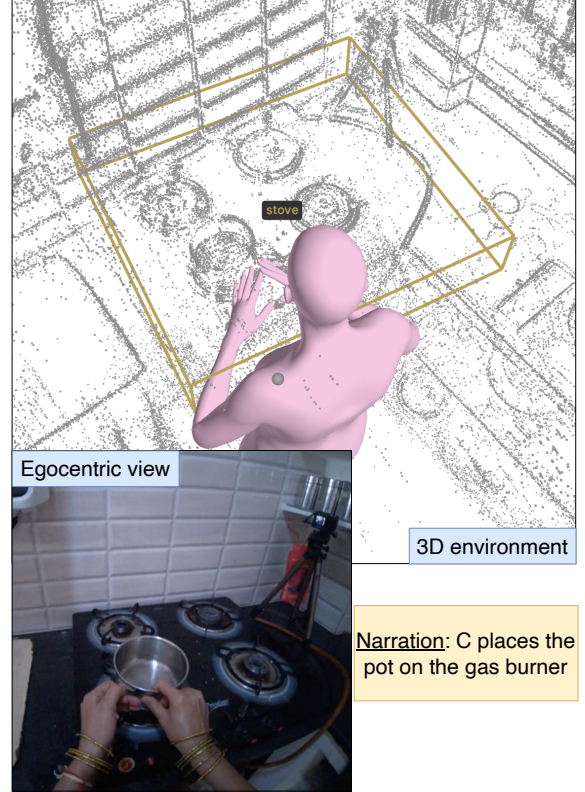 stove
Egocentric view
3D environment
Narration: C places the
pot on the gas burner